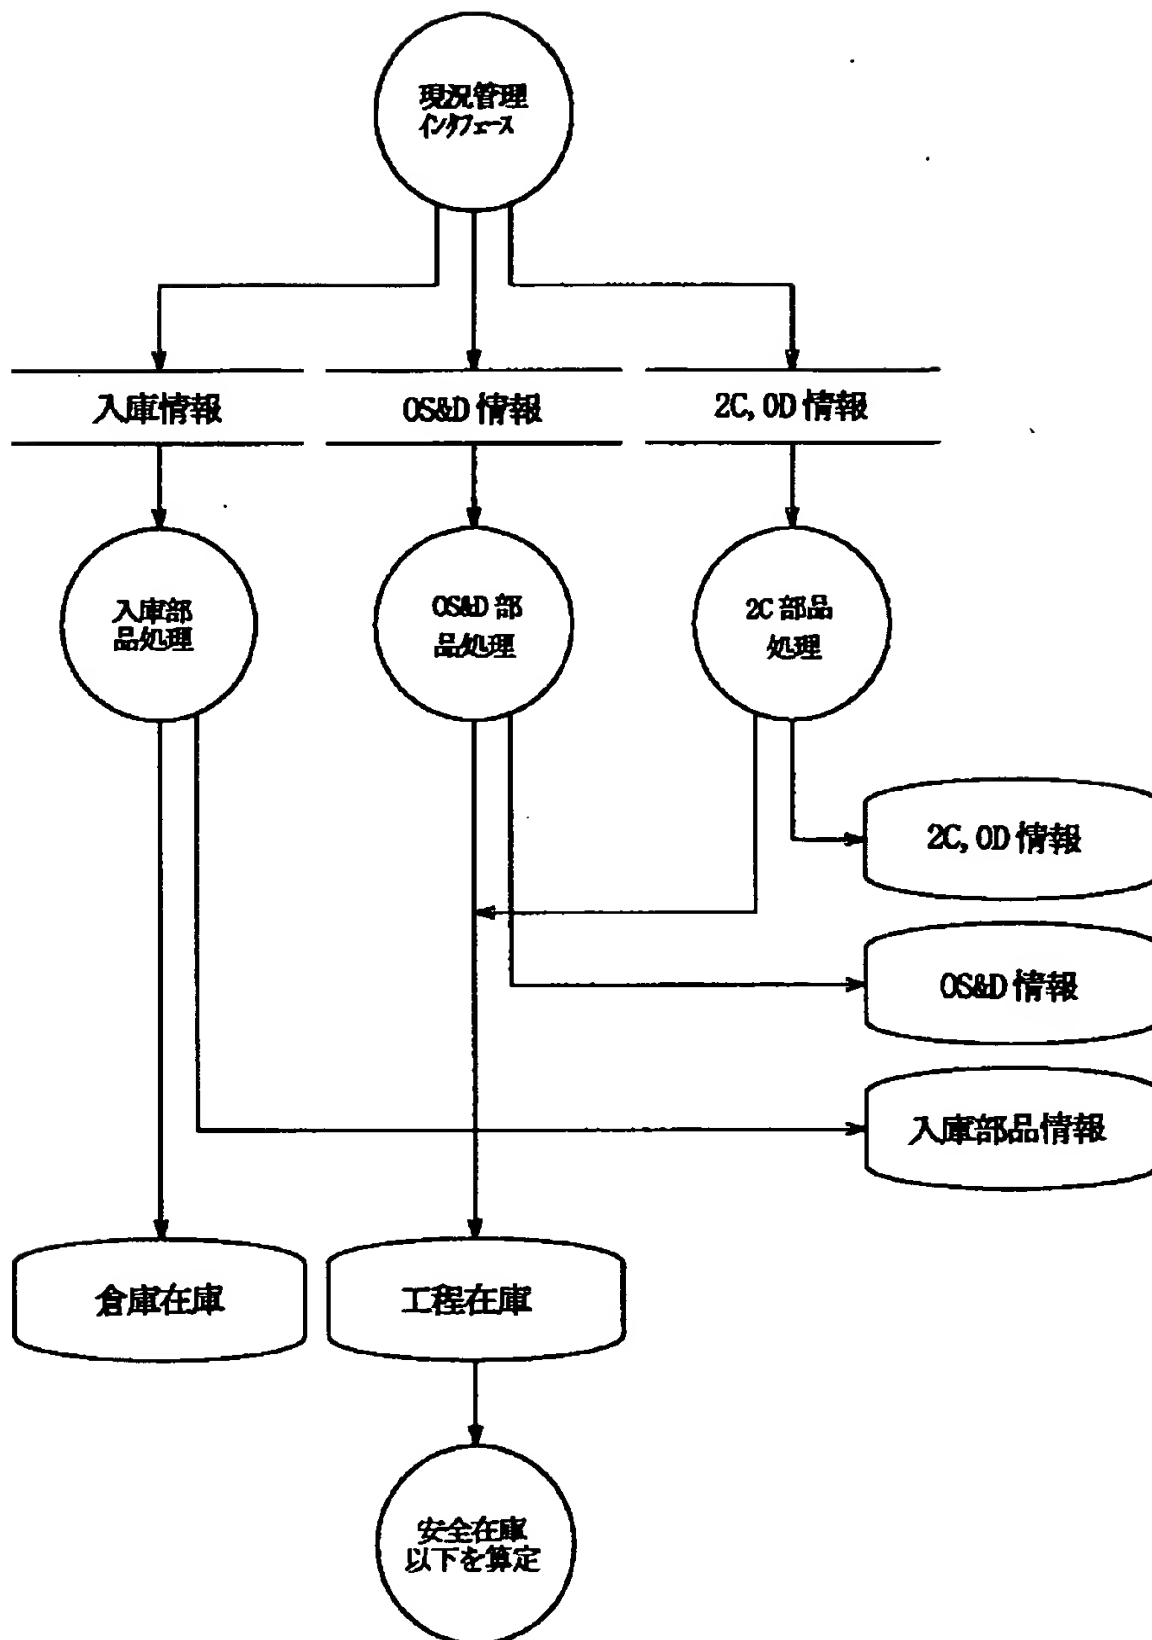 現況管理
インタフェース
入庫情報
OS&D 情報
2C, OD 情報
入庫部
品処理
OS&D 部
品処理
2C 部品
処理
2C, OD 情報
OS&D 情報
入庫部品情報
倉庫在庫
工程在庫
安全在庫
以下を算定